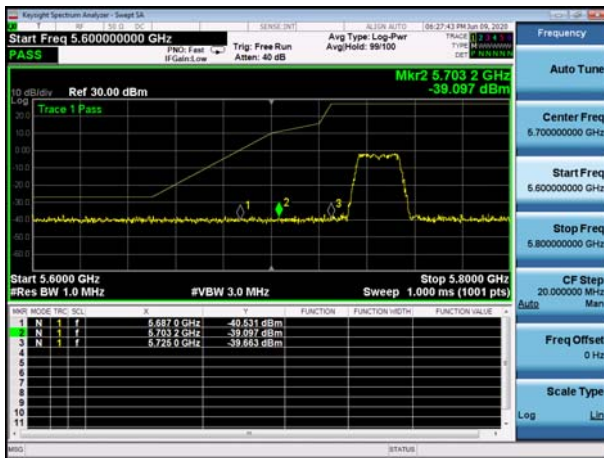 Keysight Spectrum Analyzer - Swept SA
T RF 50 Ω DC SENSE:INT ALIGN AUTO 06:27:43 PM Jun 09, 2020
Start Freq 5.600000000 GHz
PNO: Fast
IFGain:Low
Trig: Free Run
Atten: 40 dB
Avg Type: Log-Pwr
Avg|Hold: 99/100
TRACE 1 2 3 4 5 6
TYPE M WWWWW
DET P N N N N N
PASS
Mkr2 5.703 2 GHz
-39.097 dBm
10 dB/div Ref 30.00 dBm
Log
Trace 1 Pass
20.0
10.0
0.00
-10.0
-20.0
-30.0
-40.0
-50.0
-60.0
1 2 3
Start 5.6000 GHz Stop 5.8000 GHz
#Res BW 1.0 MHz #VBW 3.0 MHz Sweep 1.000 ms (1001 pts)
MKR MODE TRC SCL X Y FUNCTION FUNCTION WIDTH FUNCTION VALUE
1 N 1 f 5.687 0 GHz -40.531 dBm
2 N 1 f 5.703 2 GHz -39.097 dBm
3 N 1 f 5.725 0 GHz -39.663 dBm
4
5
6
7
8
9
10
11
MSG STATUS
Frequency
Auto Tune
Center Freq
5.700000000 GHz
Start Freq
5.600000000 GHz
Stop Freq
5.800000000 GHz
CF Step
20.000000 MHz
Auto Man
Freq Offset
0 Hz
Scale Type
Log Lin